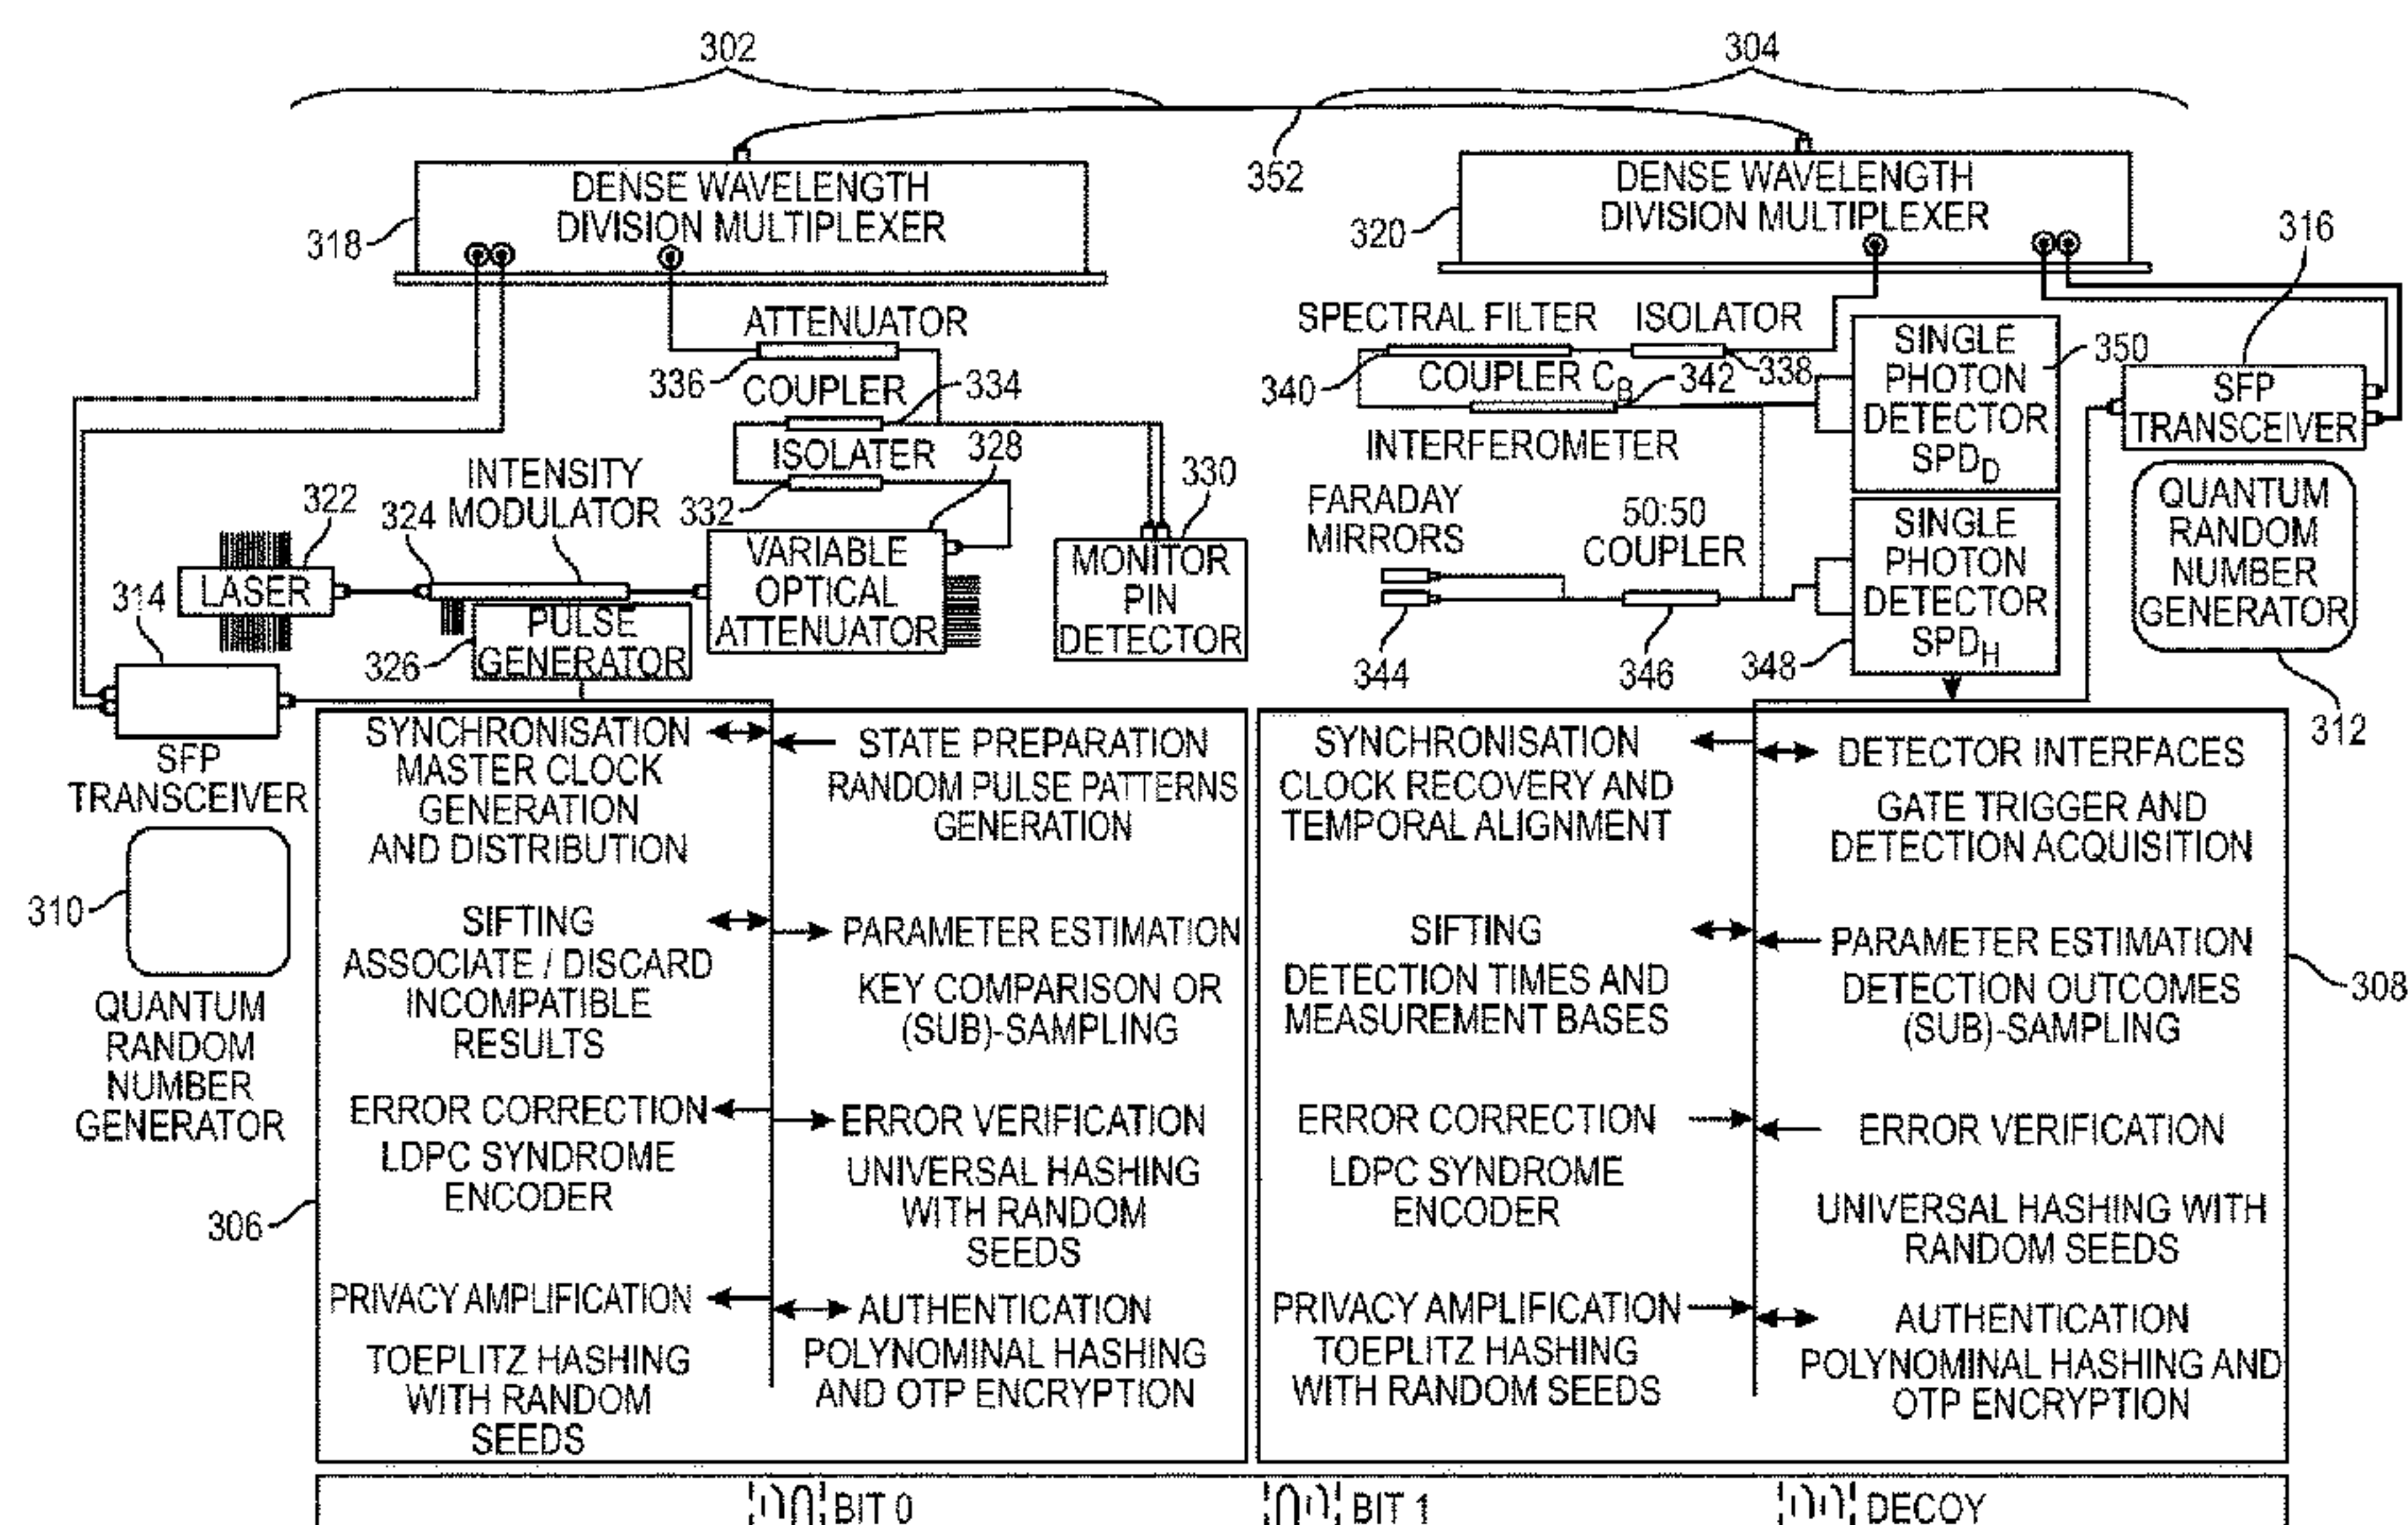 302
304
352
DENSE WAVELENGTH
DIVISION MULTIPLEXER
318
DENSE WAVELENGTH
DIVISION MULTIPLEXER
320
316
ATTENUATOR
336
COUPLER
334
ISOLATER
332
328
330
INTENSITY
MODULATOR
322
324
LASER
314
PULSE
GENERATOR
326
VARIABLE
OPTICAL
ATTENUATOR
MONITOR
PIN
DETECTOR
SPECTRAL FILTER
ISOLATOR
340
338
COUPLER C_B
342
INTERFEROMETER
FARADAY
MIRRORS
50:50
COUPLER
344
346
SINGLE
PHOTON
DETECTOR
SPD_D
350
SINGLE
PHOTON
DETECTOR
SPD_H
348
SFP
TRANSCEIVER
QUANTUM
RANDOM
NUMBER
GENERATOR
312
SFP
TRANSCEIVER
310
QUANTUM
RANDOM
NUMBER
GENERATOR
306
SYNCHRONISATION
MASTER CLOCK
GENERATION
AND DISTRIBUTION
STATE PREPARATION
RANDOM PULSE PATTERNS
GENERATION
SIFTING
ASSOCIATE / DISCARD
INCOMPATIBLE
RESULTS
PARAMETER ESTIMATION
KEY COMPARISON OR
(SUB)-SAMPLING
ERROR CORRECTION
LDPC SYNDROME
ENCODER
ERROR VERIFICATION
UNIVERSAL HASHING
WITH RANDOM
SEEDS
PRIVACY AMPLIFICATION
TOEPLITZ HASHING
WITH RANDOM
SEEDS
AUTHENTICATION
POLYNOMINAL HASHING
AND OTP ENCRYPTION
SYNCHRONISATION
CLOCK RECOVERY AND
TEMPORAL ALIGNMENT
DETECTOR INTERFACES
GATE TRIGGER AND
DETECTION ACQUISITION
SIFTING
DETECTION TIMES AND
MEASUREMENT BASES
PARAMETER ESTIMATION
DETECTION OUTCOMES
(SUB)-SAMPLING
308
ERROR CORRECTION
LDPC SYNDROME
ENCODER
ERROR VERIFICATION
UNIVERSAL HASHING WITH
RANDOM SEEDS
PRIVACY AMPLIFICATION
TOEPLITZ HASHING
WITH RANDOM SEEDS
AUTHENTICATION
POLYNOMINAL HASHING AND
OTP ENCRYPTION
BIT 0
BIT 1
DECOY